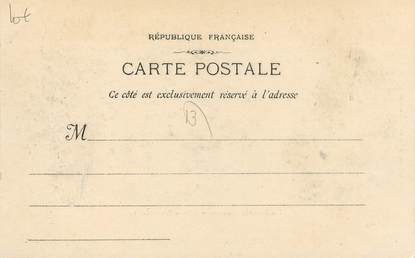 lot
RÉPUBLIQUE FRANÇAISE
CARTE POSTALE
Ce côté est exclusivement réservé à l'adresse
13
M